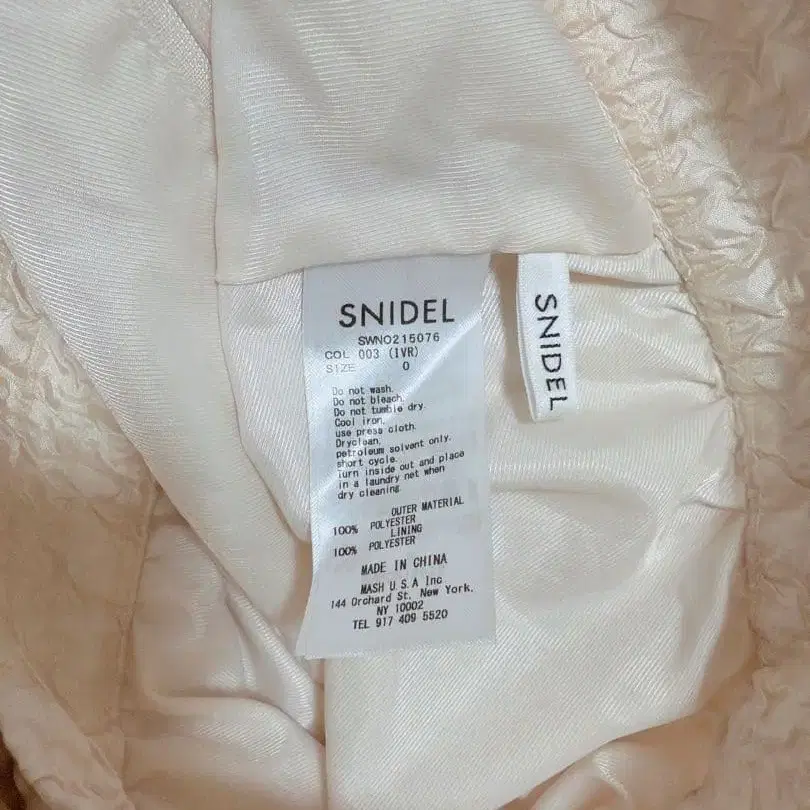 SNIDEL
SWNO215076
COL 003 (IVR)
SIZE 0
Do not wash.
Do not bleach.
Do not tumble dry.
Cool iron.
use press cloth.
Dryclean.
petroleum solvent only.
short cycle.
Turn inside out and place
in a laundry net when
dry cleaning
OUTER MATERIAL
100% POLYESTER
LINING
100% POLYESTER
MADE IN CHINA
MASH U.S.A Inc
144 Orchard St. New York,
NY 10002
TEL 917 409 5520
SNIDEL